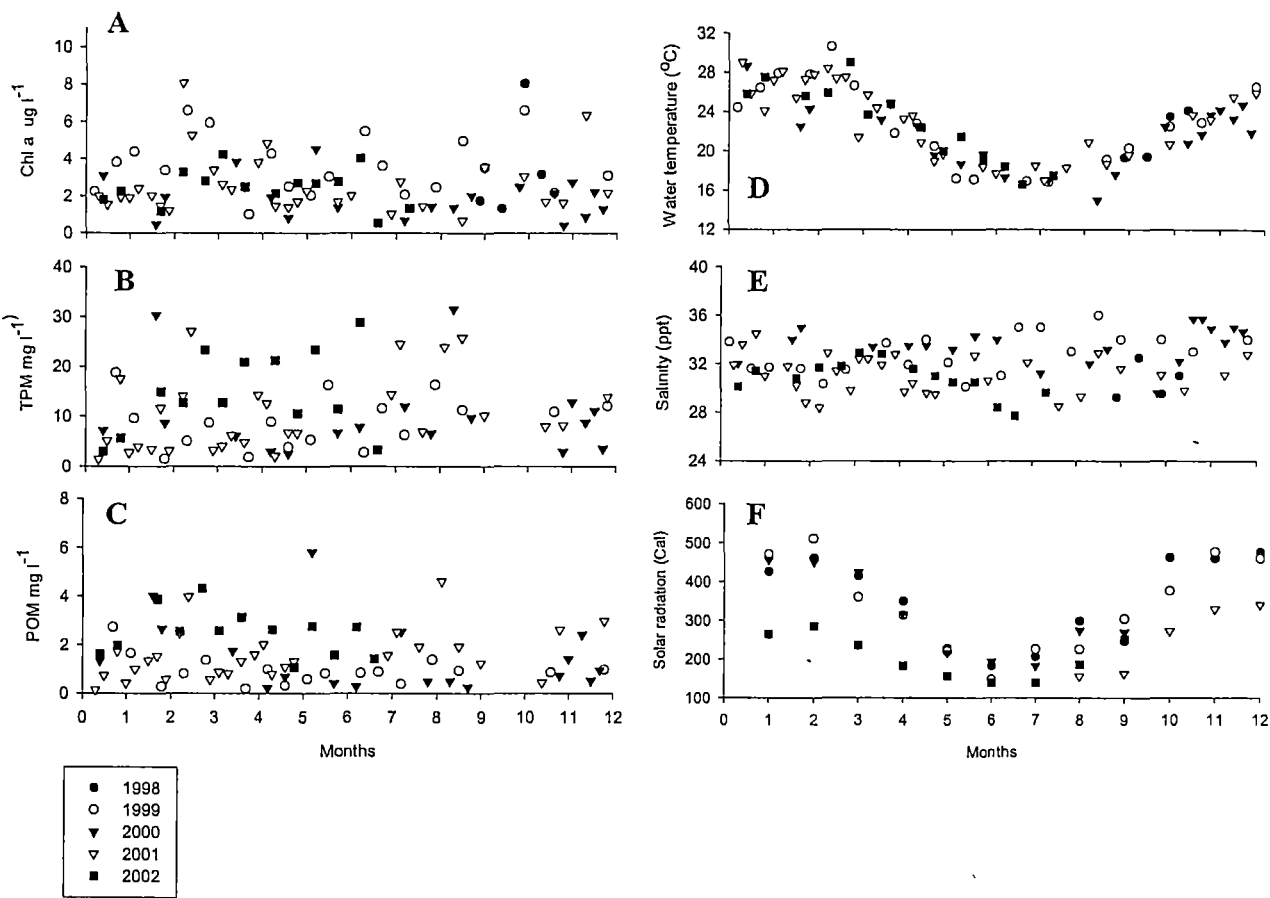 A
Chl a ug l-1
10
8
6
4
2
0
B
TPM mg l-1)
40
30
20
10
0
C
POM mg l-1
8
6
4
2
0
0 1 2 3 4 5 6 7 8 9 10 11 12
Months
D
Water temperature (oC)
32
28
24
20
16
12
E
Salinity (ppt)
40
36
32
28
24
F
Solar radiation (Cal)
600
500
400
300
200
100
0 1 2 3 4 5 6 7 8 9 10 11 12
Months
1998
1999
2000
2001
2002